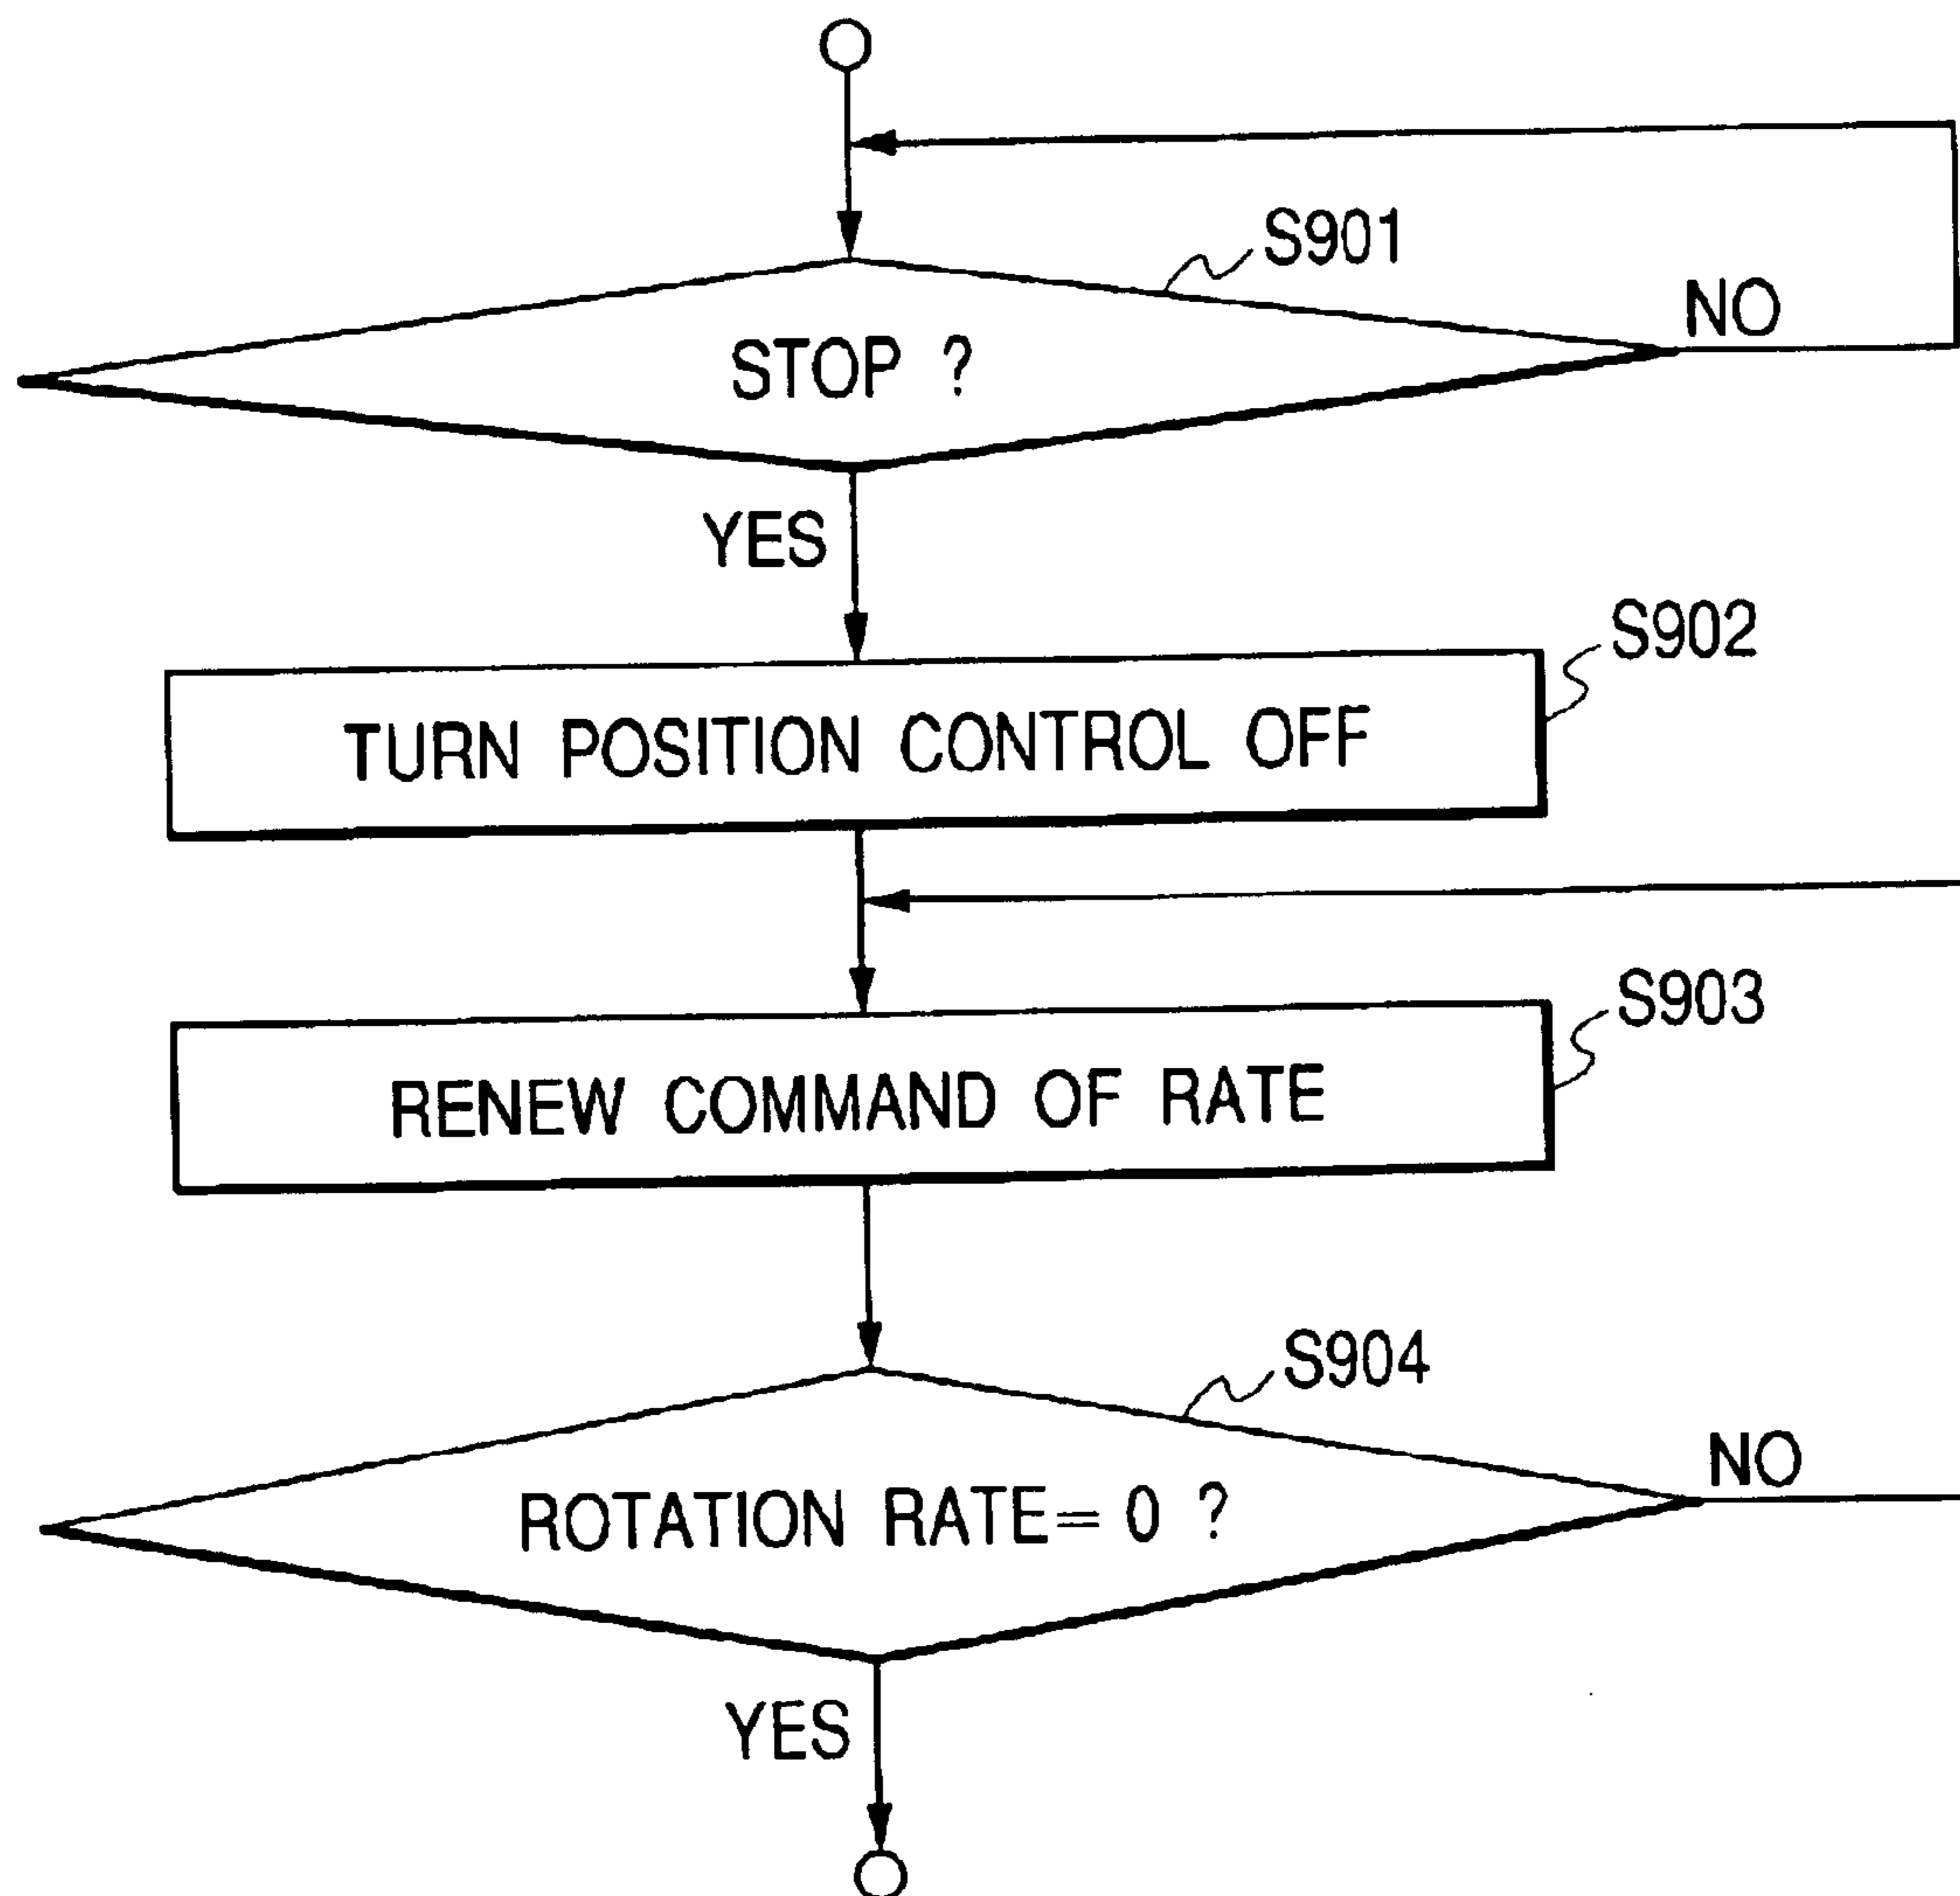 S901
NO
STOP ?
YES
S902
TURN POSITION CONTROL OFF
S903
RENEW COMMAND OF RATE
S904
NO
ROTATION RATE=0 ?
YES